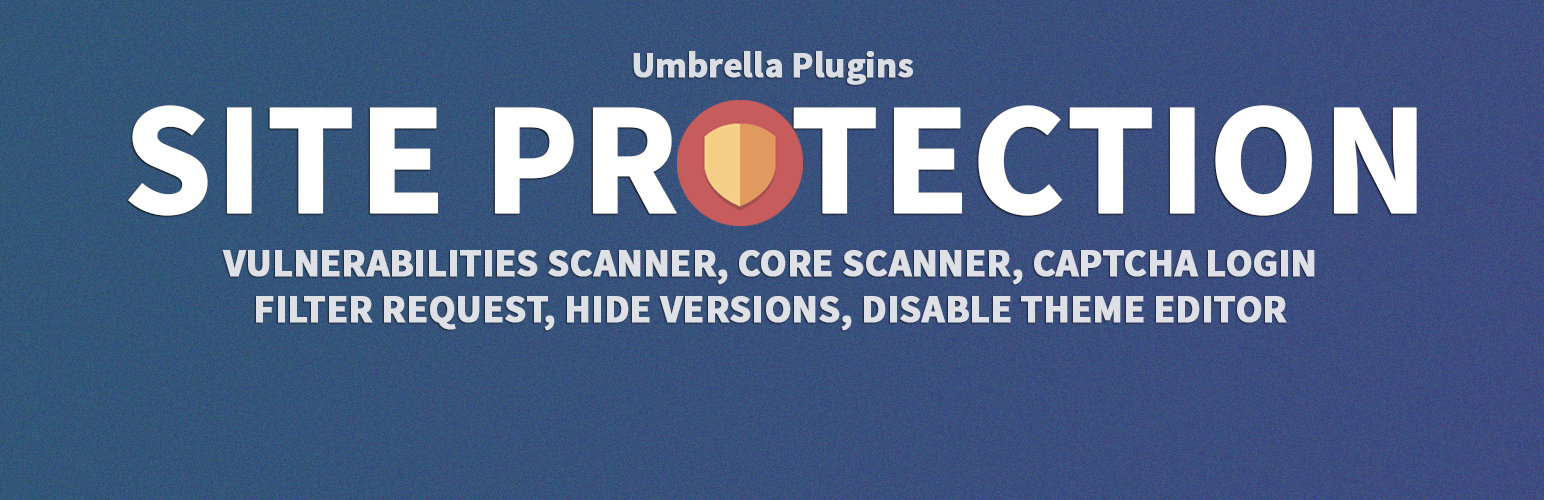 Umbrella Plugins
SITE PROTECTION
VULNERABILITIES SCANNER, CORE SCANNER, CAPTCHA LOGIN
FILTER REQUEST, HIDE VERSIONS, DISABLE THEME EDITOR